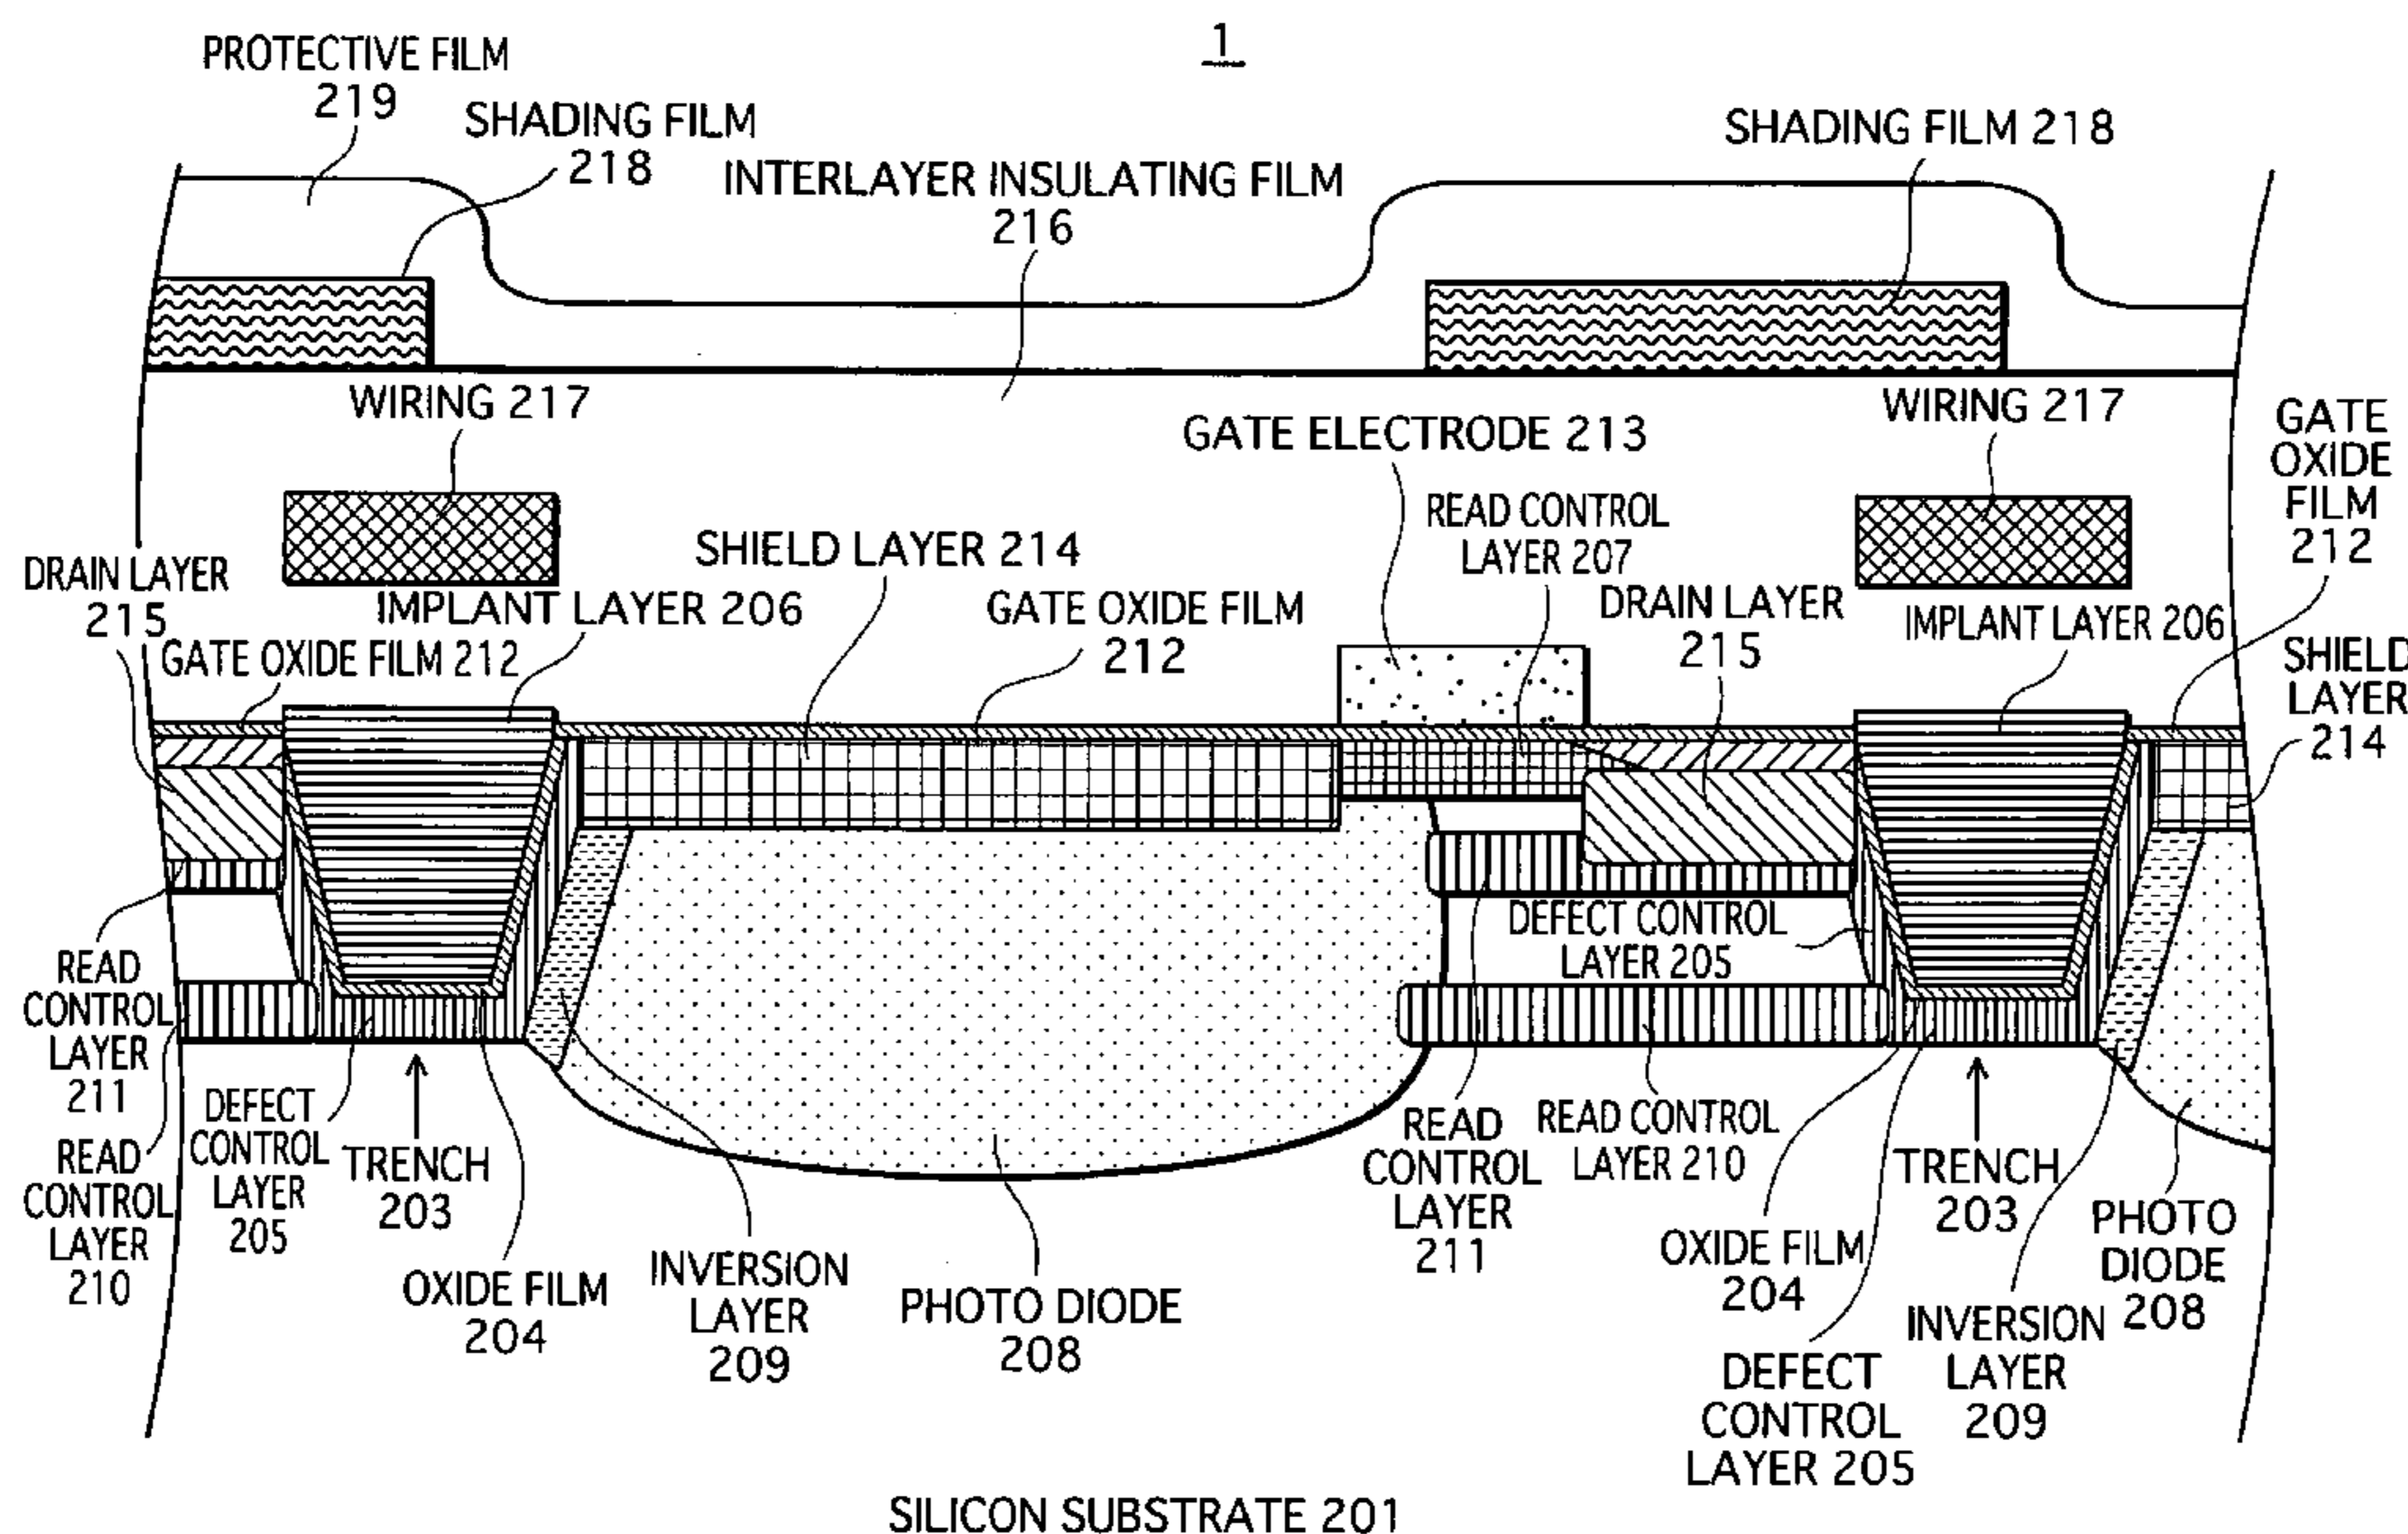 1
PROTECTIVE FILM
219
SHADING FILM
218
SHADING FILM 218
INTERLAYER INSULATING FILM
216
WIRING 217
WIRING 217
GATE ELECTRODE 213
GATE
OXIDE
FILM
212
READ CONTROL
LAYER 207
SHIELD LAYER 214
DRAIN LAYER
215
IMPLANT LAYER 206
GATE OXIDE FILM
212
DRAIN LAYER
215
IMPLANT LAYER 206
GATE OXIDE FILM 212
SHIELD
LAYER
214
DEFECT CONTROL
LAYER 205
READ
CONTROL
LAYER
211
READ
CONTROL
LAYER
210
DEFECT
CONTROL
LAYER
205
TRENCH
203
OXIDE FILM
204
INVERSION
LAYER
209
PHOTO DIODE
208
READ
CONTROL
LAYER
211
READ CONTROL
LAYER 210
TRENCH
203
OXIDE FILM
204
PHOTO
DIODE
208
INVERSION
LAYER
209
DEFECT
CONTROL
LAYER 205
SILICON SUBSTRATE 201